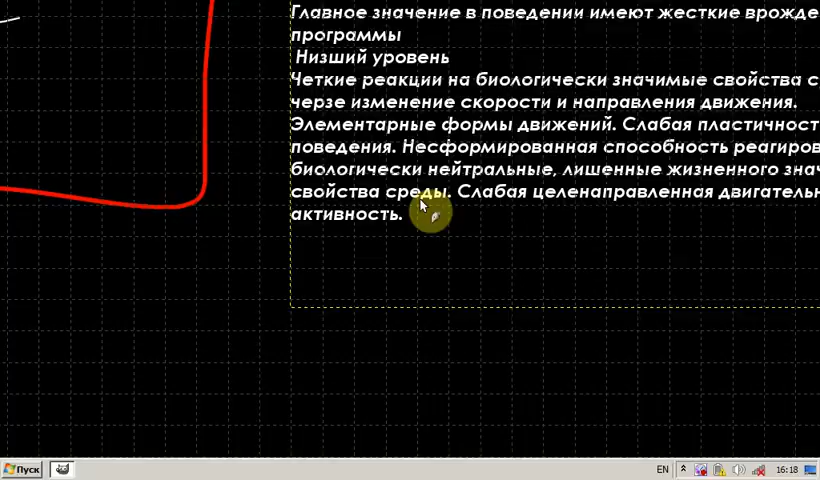 Главное значение в поведении имеют жесткие врожде
программы
Низший уровень
Четкие реакции на биологически значимые свойства с
черзе изменение скорости и направления движения.
Элементарные формы движений. Слабая пластичност
поведения. Несформированная способность реагиров
биологически нейтральные, лишенные жизненного знач
свойства среды. Слабая целенаправленная двигательн
активность.
Пуск
EN
16:18